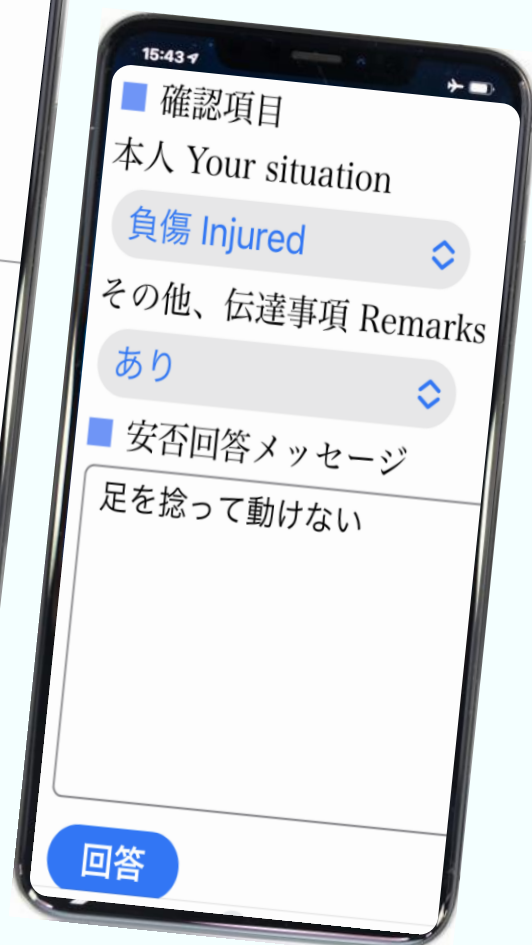 15:43
確認項目
本人 Your situation
負傷 Injured
その他、伝達事項 Remarks
あり
安否回答メッセージ
足を捻って動けない
回答